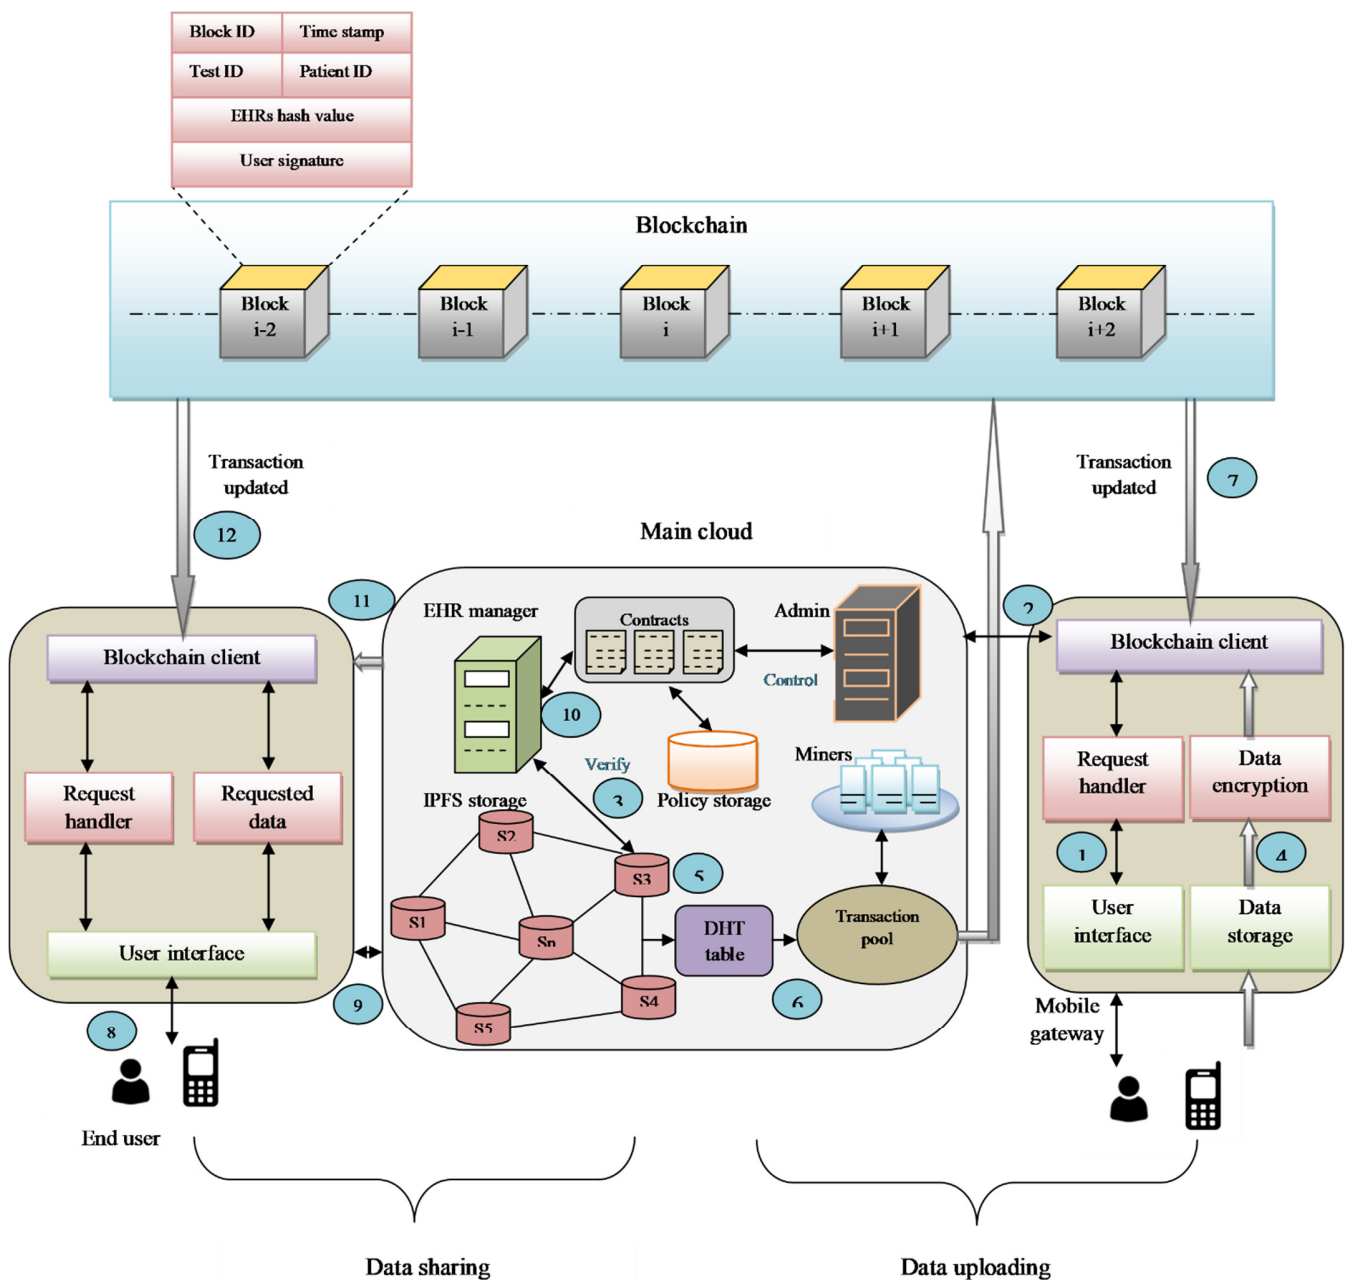 Block ID
Time stamp
Test ID
Patient ID
EHRs hash value
User signature
Blockchain
Block
i-2
Block
i-1
Block
i
Block
i+1
Block
i+2
Transaction
updated
12
Transaction
updated
7
Main cloud
11
2
EHR manager
Contracts
Admin
Control
10
Verify
3
IPFS storage
Policy storage
Miners
S2
S3
S1
Sn
S4
S5
5
DHT
table
6
Transaction
pool
Blockchain client
Request
handler
Requested
data
User interface
9
8
End user
Blockchain client
Request
handler
Data
encryption
1
4
User
interface
Data
storage
Mobile
gateway
Data sharing
Data uploading